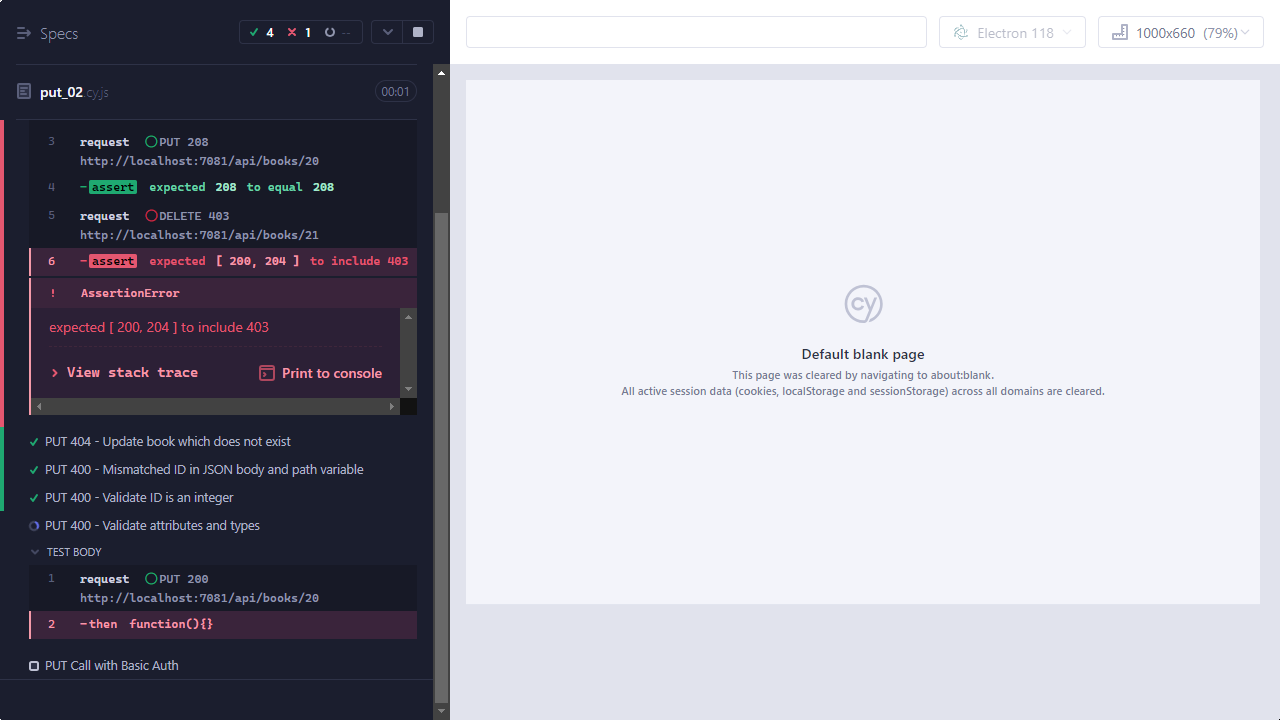 Specs
4
1
--
Electron 118
1000x660 (79%)
put_02.cy.js
00:01
3 request PUT 208
http://localhost:7081/api/books/20
4 -assert expected 208 to equal 208
5 request DELETE 403
http://localhost:7081/api/books/21
6 -assert expected [ 200, 204 ] to include 403
! AssertionError
expected [ 200, 204 ] to include 403
View stack trace
Print to console
PUT 404 - Update book which does not exist
PUT 400 - Mismatched ID in JSON body and path variable
PUT 400 - Validate ID is an integer
PUT 400 - Validate attributes and types
TEST BODY
1 request PUT 200
http://localhost:7081/api/books/20
2 -then function(){}
PUT Call with Basic Auth
cy
Default blank page
This page was cleared by navigating to about:blank.
All active session data (cookies, localStorage and sessionStorage) across all domains are cleared.